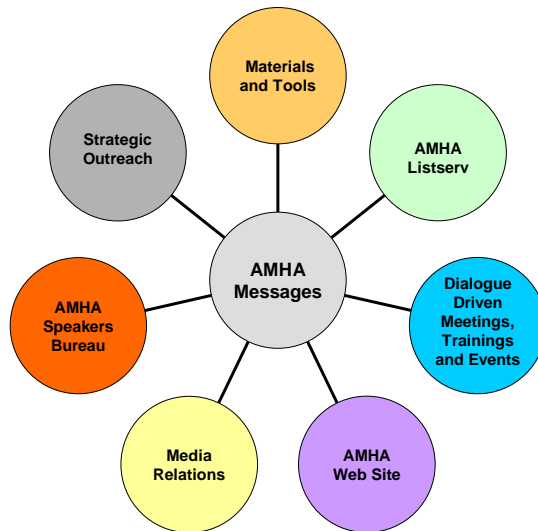 Materials
and Tools
Strategic
Outreach
AMHA
Listserv
AMHA
Messages
AMHA
Speakers
Bureau
Dialogue
Driven
Meetings,
Trainings
and Events
Media
Relations
AMHA
Web Site